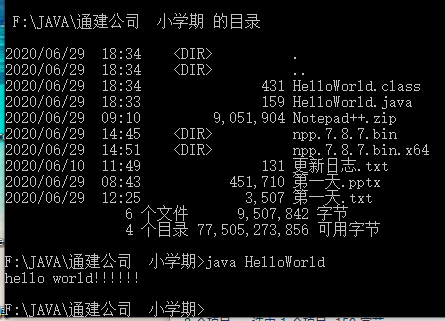 F:\JAVA\通建公司 小学期 的目录
2020/06/29 18:34 <DIR> .
2020/06/29 18:34 <DIR> ..
2020/06/29 18:34 431 HelloWorld.class
2020/06/29 18:33 159 HelloWorld.java
2020/06/29 09:10 9,051,904 Notepad++.zip
2020/06/29 14:45 <DIR> npp.7.8.7.bin
2020/06/29 14:51 <DIR> npp.7.8.7.bin.x64
2020/06/10 11:49 131 更新日志.txt
2020/06/29 08:43 451,710 第一天.pptx
2020/06/29 12:25 3,507 第一天.txt
6 个文件 9,507,842 字节
4 个目录 77,505,273,856 可用字节
F:\JAVA\通建公司 小学期>java HelloWorld
hello world!!!!!!
F:\JAVA\通建公司 小学期>